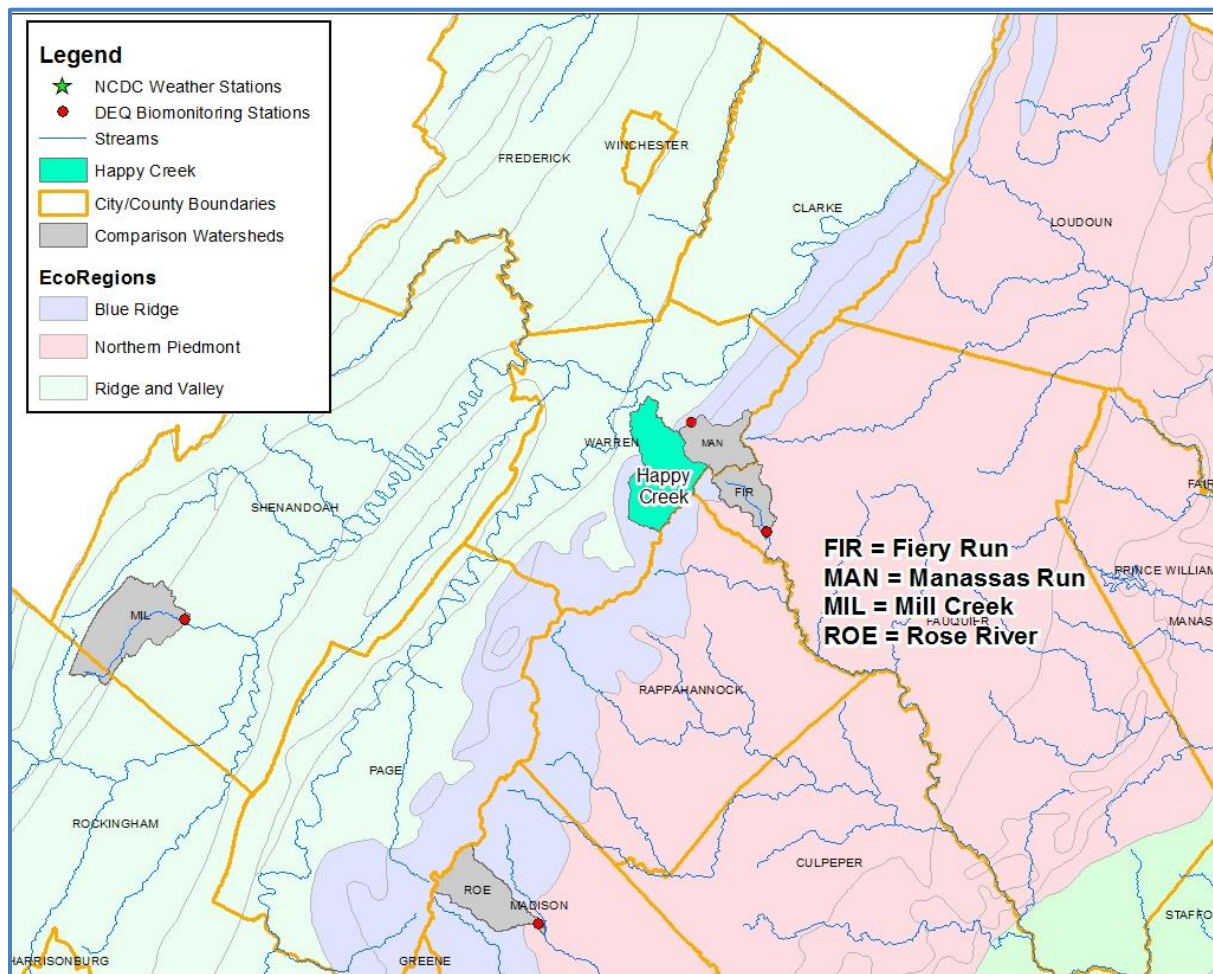 Legend
NCDC Weather Stations
DEQ Biomonitoring Stations
Streams
Happy Creek
City/County Boundaries
Comparison Watersheds
EcoRegions
Blue Ridge
Northern Piedmont
Ridge and Valley
FREDERICK
WINCHESTER
CLARKE
LOUDOUN
WARREN
MAN
Happy
Creek
FIR
FAIR
SHENANDOAH
FIR = Fiery Run
MAN = Manassas Run
MIL = Mill Creek
ROE = Rose River
PRINCE WILLIAM
FAUQUIER
MANAS
MIL
RAPPAHANNOCK
PAGE
ROCKINGHAM
CULPEPER
ROE
MADISON
STAFFO
HARRISONBURG
GREENE